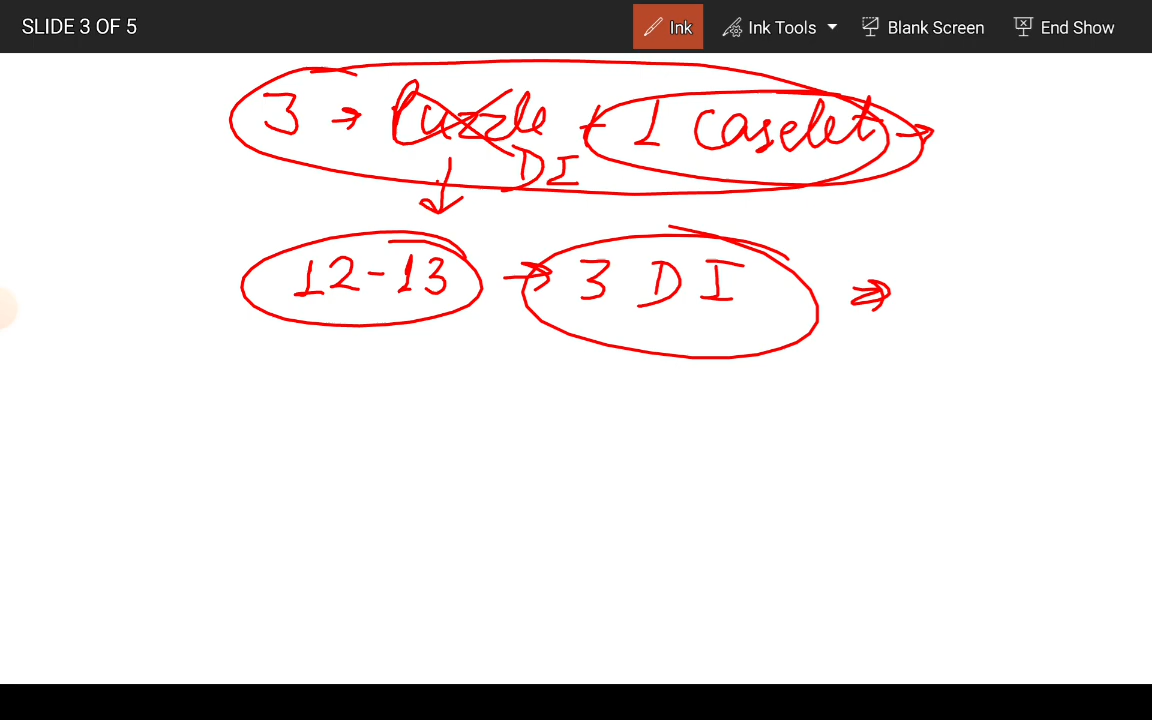 SLIDE 3 OF 5
Ink
Ink Tools
Blank Screen
End Show
3 → Puzzle + 1 Caselet →
DI
12-13 → 3 DI ⇒